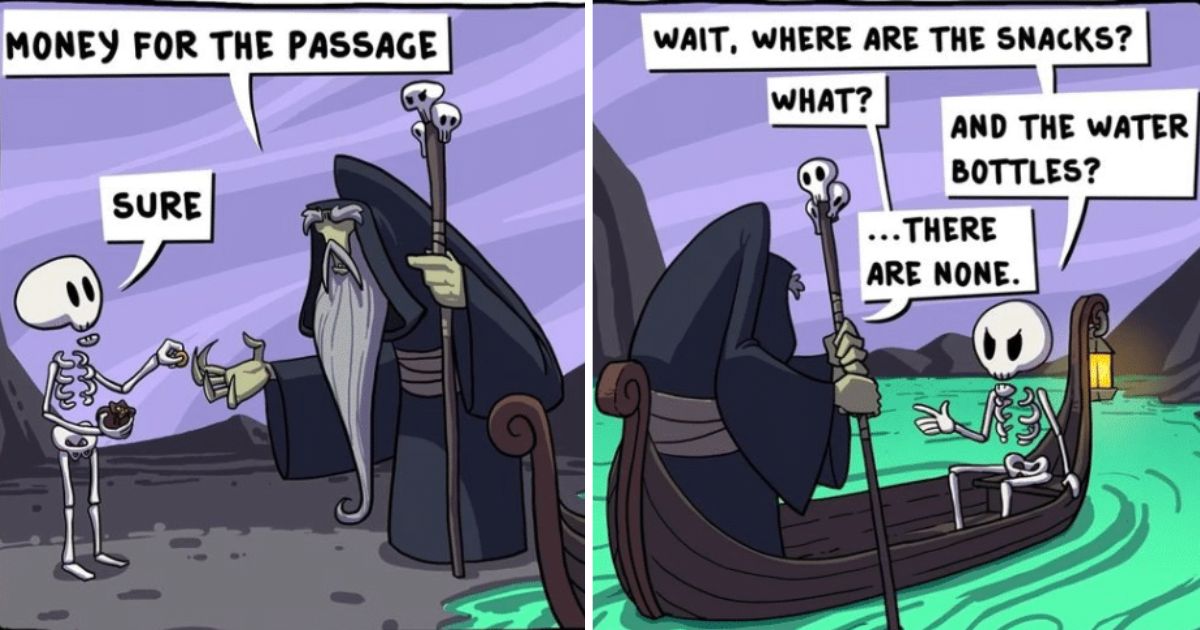 MONEY FOR THE PASSAGE
SURE
WAIT, WHERE ARE THE SNACKS?
WHAT?
AND THE WATER
BOTTLES?
...THERE
ARE NONE.